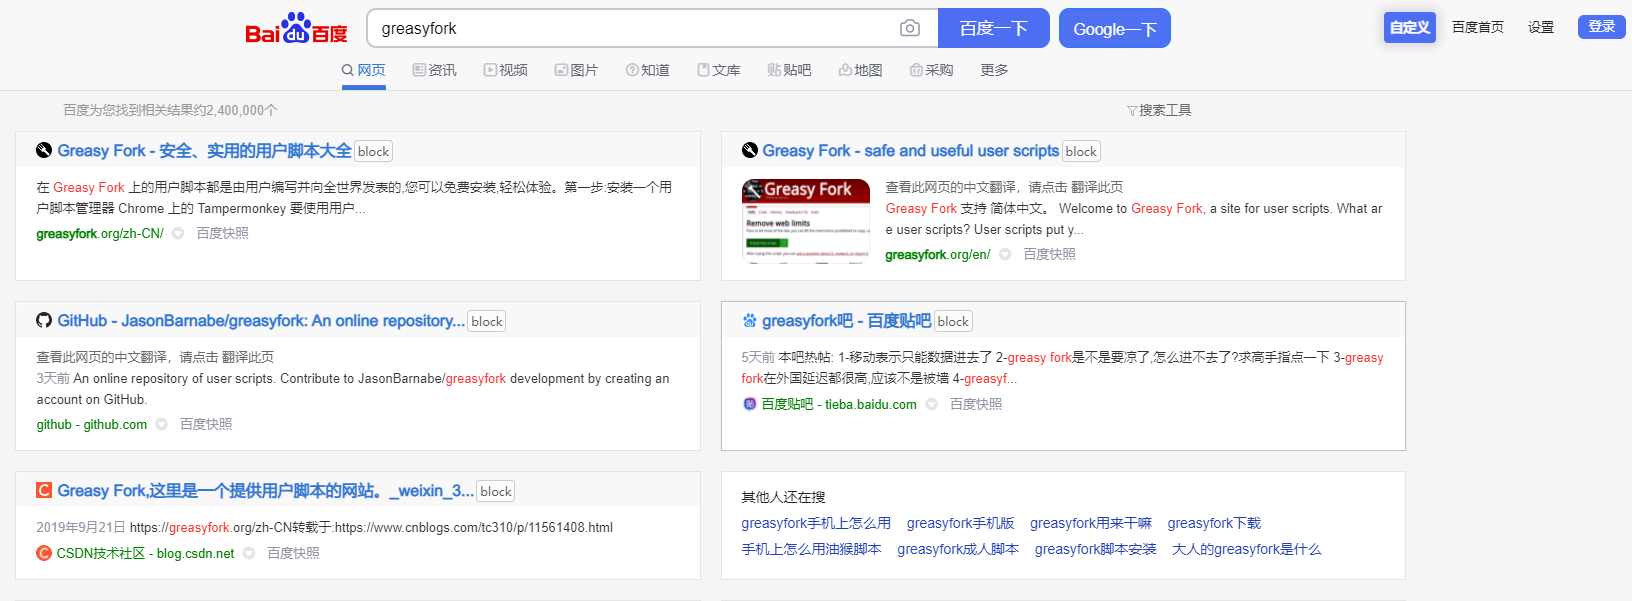 Bai du 百度
greasyfork
百度一下
Google一下
自定义
百度首页
设置
登录
网页
资讯
视频
图片
知道
文库
贴吧
贴吧
地图
采购
更多
百度为您找到相关结果约2,400,000个
搜索工具
Greasy Fork - 安全、实用的用户脚本大全 block
在 Greasy Fork 上的用户脚本都是由用户编写并向全世界发表的,您可以免费安装,轻松体验。第一步:安装一个用
户脚本管理器 Chrome 上的 Tampermonkey 要使用用户...
greasyfork.org/zh-CN/ 百度快照
Greasy Fork - safe and useful user scripts block
Greasy Fork
Remove web limits
查看此网页的中文翻译，请点击 翻译此页
Greasy Fork 支持 简体中文。 Welcome to Greasy Fork, a site for user scripts. What ar
e user scripts? User scripts put y...
greasyfork.org/en/ 百度快照
GitHub - JasonBarnabe/greasyfork: An online repository... block
查看此网页的中文翻译，请点击 翻译此页
3天前 An online repository of user scripts. Contribute to JasonBarnabe/greasyfork development by creating an
account on GitHub.
github - github.com 百度快照
greasyfork吧 - 百度贴吧 block
5天前 本吧热帖: 1-移动表示只能数据进去了 2-greasy fork是不是要凉了,怎么进不去了?求高手指点一下 3-greasy
fork在外国延迟都很高,应该不是被墙 4-greasyf...
百度贴吧 - tieba.baidu.com 百度快照
C Greasy Fork,这里是一个提供用户脚本的网站。_weixin_3... block
2019年9月21日 https://greasyfork.org/zh-CN转载于:https://www.cnblogs.com/tc310/p/11561408.html
C CSDN技术社区 - blog.csdn.net 百度快照
其他人还在搜
greasyfork手机上怎么用 greasyfork手机版 greasyfork用来干嘛 greasyfork下载
手机上怎么用油猴脚本 greasyfork成人脚本 greasyfork脚本安装 大人的greasyfork是什么